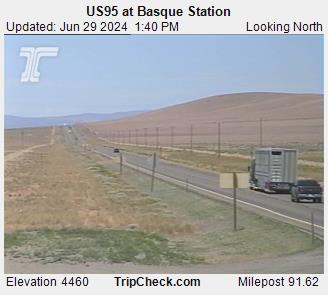 US95 at Basque Station
Updated: Jun 29 2024 1:40 PM Looking North
Elevation 4460 TripCheck.com Milepost 91.62